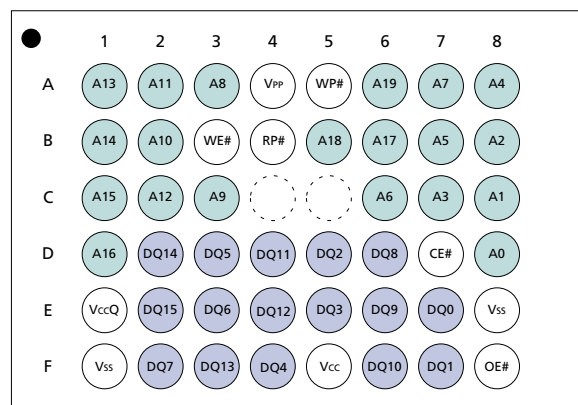 1 2 3 4 5 6 7 8
A A13 A11 A8 VPP WP# A19 A7 A4
B A14 A10 WE# RP# A18 A17 A5 A2
C A15 A12 A9 A6 A3 A1
D A16 DQ14 DQ5 DQ11 DQ2 DQ8 CE# A0
E VccQ DQ15 DQ6 DQ12 DQ3 DQ9 DQ0 Vss
F Vss DQ7 DQ13 DQ4 Vcc DQ10 DQ1 OE#